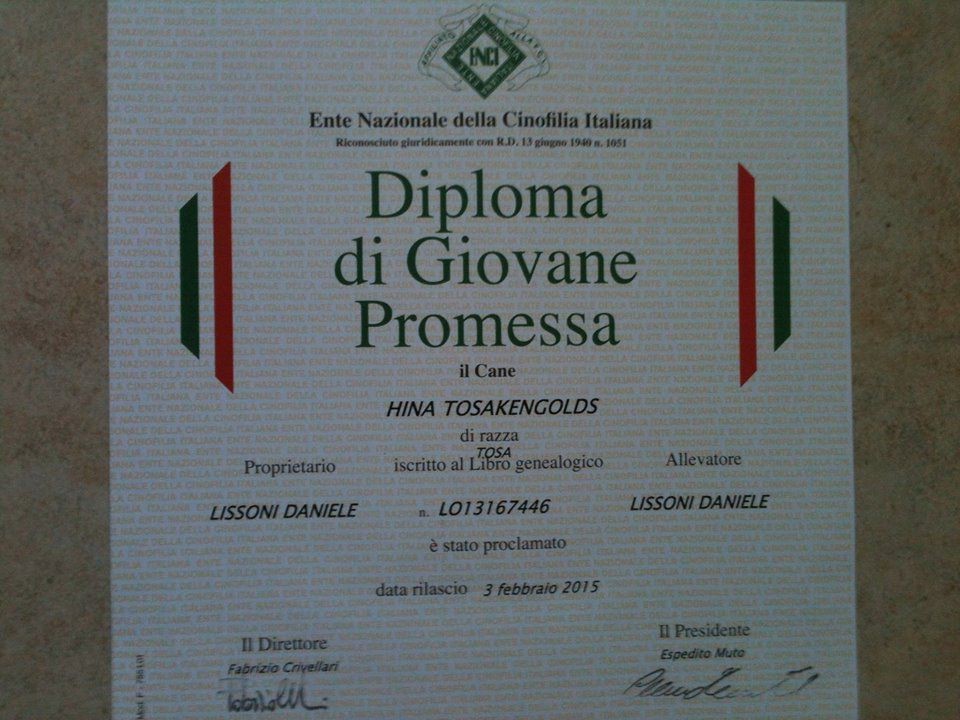 AFFILIATO ALLA F.C.I.
ENCI
Ente Nazionale della Cinofilia Italiana
Riconosciuto giuridicamente con R.D. 13 giugno 1940 n. 1051
Diploma
di Giovane
Promessa
il Cane
HINA TOSAKENGOLDS
di razza
TOSA
Proprietario iscritto al Libro genealogico Allevatore
LISSONI DANIELE n. LO13167446 LISSONI DANIELE
è stato proclamato
data rilascio 3 febbraio 2015
Il Direttore Il Presidente
Fabrizio Crivellari Espedito Muto